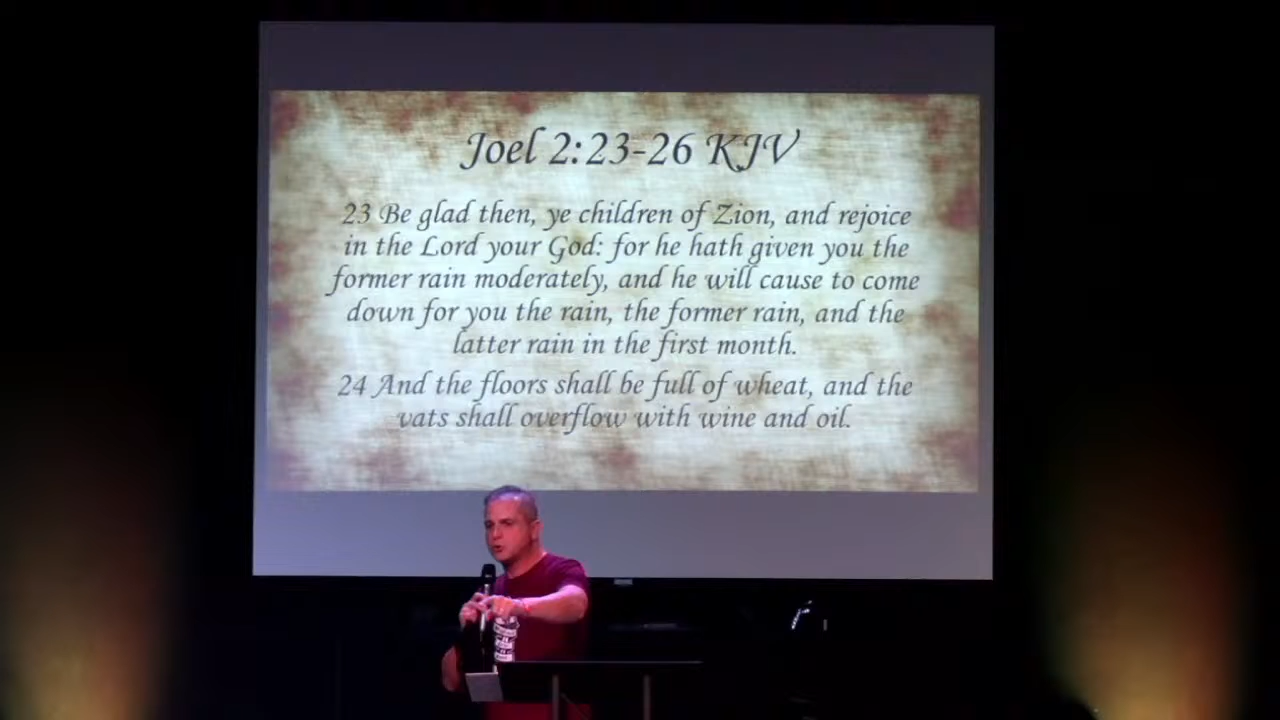 Joel 2:23-26 KJV
23 Be glad then, ye children of Zion, and rejoice
in the Lord your God: for he hath given you the
former rain moderately, and he will cause to come
down for you the rain, the former rain, and the
latter rain in the first month.
24 And the floors shall be full of wheat, and the
vats shall overflow with wine and oil.